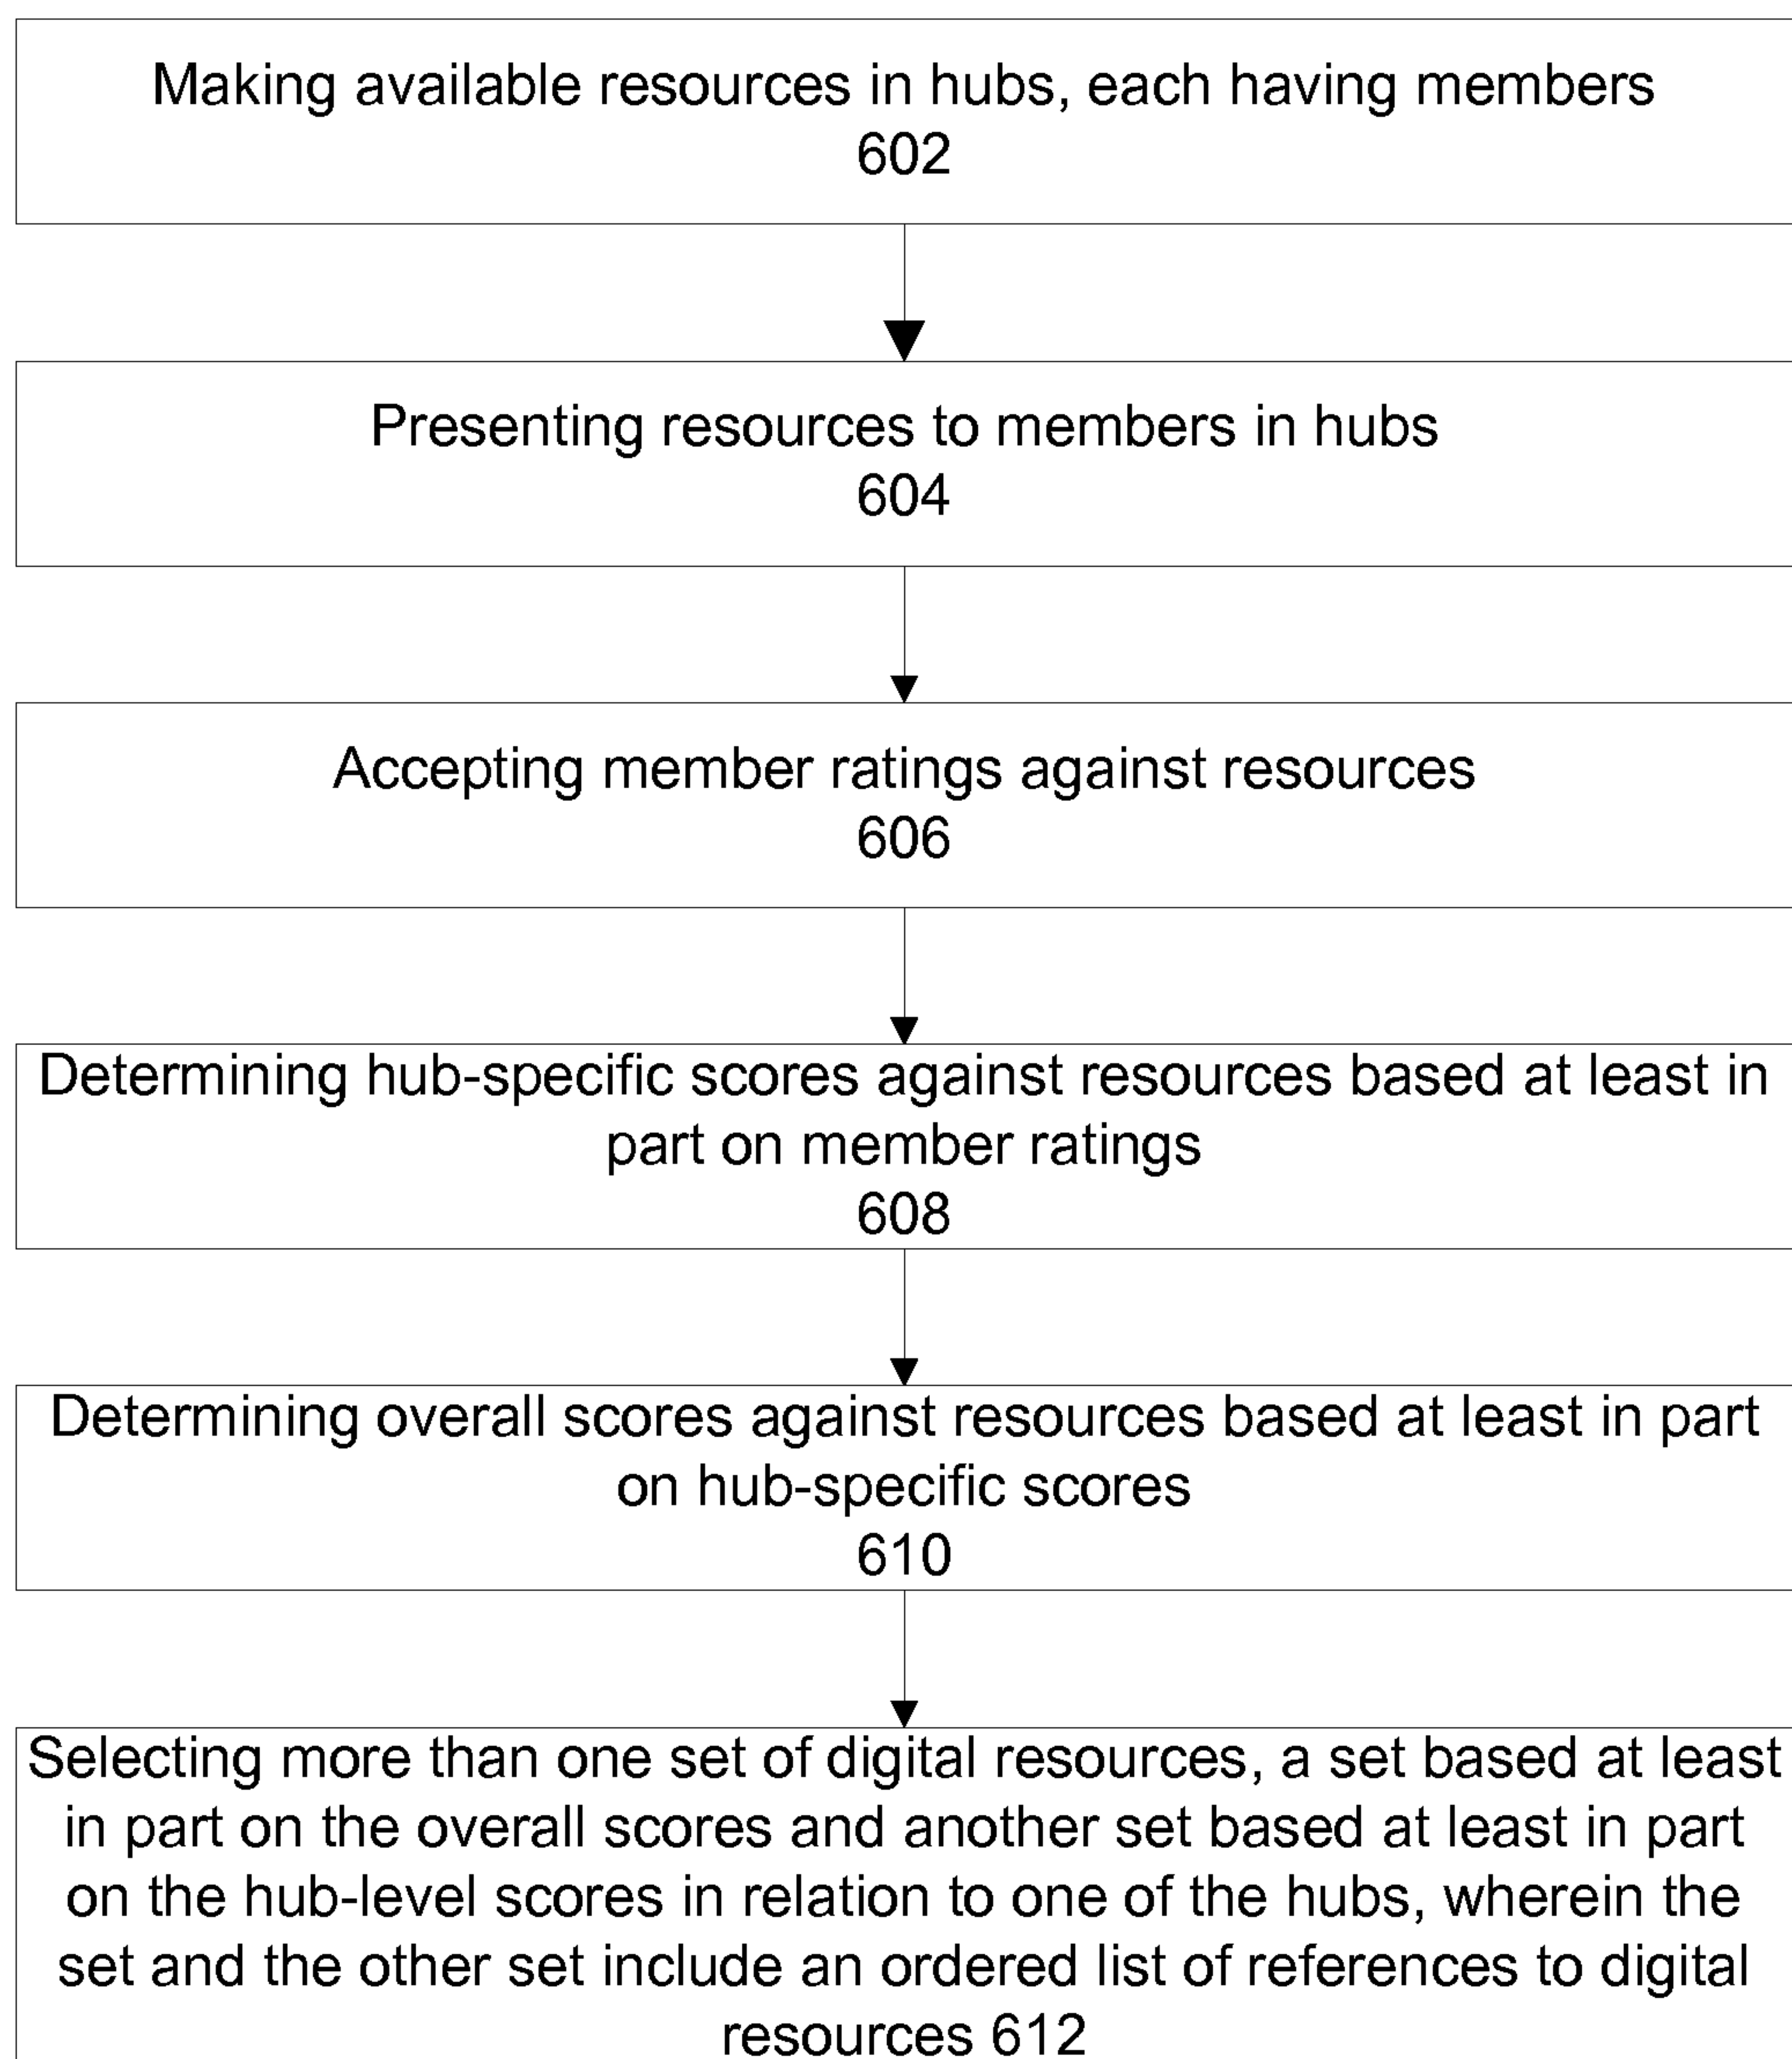 Making available resources in hubs, each having members
602
Presenting resources to members in hubs
604
Accepting member ratings against resources
606
Determining hub-specific scores against resources based at least in
part on member ratings
608
Determining overall scores against resources based at least in part
on hub-specific scores
610
Selecting more than one set of digital resources, a set based at least
in part on the overall scores and another set based at least in part
on the hub-level scores in relation to one of the hubs, wherein the
set and the other set include an ordered list of references to digital
resources 612